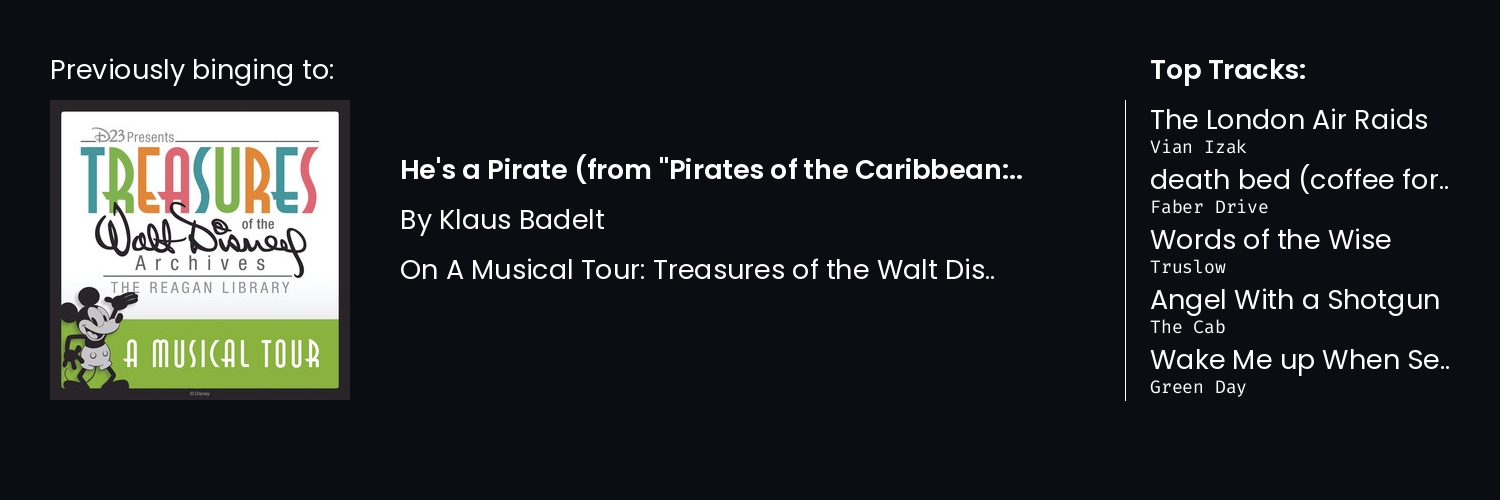 Previously binging to:
D23 Presents
TREASURES
of the
Walt Disney
Archives
THE REAGAN LIBRARY
A MUSICAL TOUR
© Disney
He's a Pirate (from "Pirates of the Caribbean:..
By Klaus Badelt
On A Musical Tour: Treasures of the Walt Dis..
Top Tracks:
The London Air Raids
Vian Izak
death bed (coffee for..
Faber Drive
Words of the Wise
Truslow
Angel With a Shotgun
The Cab
Wake Me up When Se..
Green Day